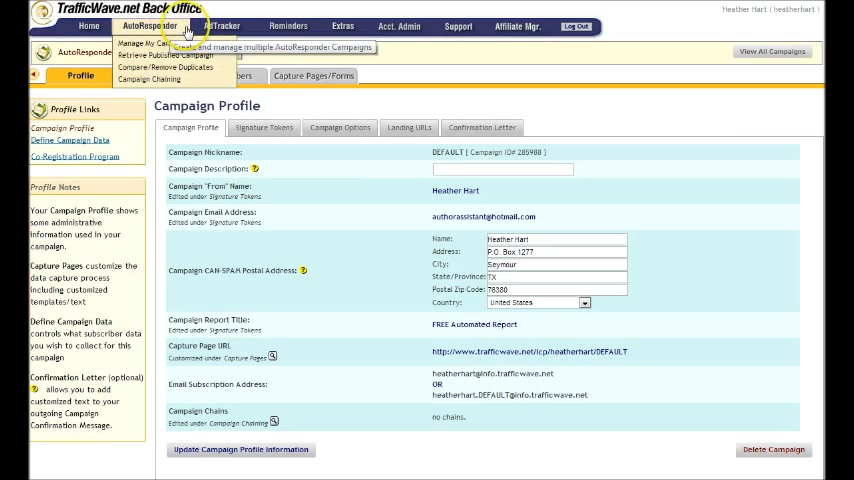 TrafficWave.net Back Office
Heather Hart ( heatherhart )
Home AutoResponder AdTracker Reminders Extras Acct. Admin Support Affiliate Mgr. Log Out
Manage My
Create and manage multiple AutoResponder Campaigns
Retrieve Published Campaign
Compare/Remove Duplicates
Campaign Chaining
AutoRespon
View All Campaigns
Profile
bers
Capture Pages/Forms
Profile Links
Campaign Profile
Define Campaign Data
Co-Registration Program
Profile Notes
Your Campaign Profile shows
some administrative
information used in your
campaign.
Capture Pages customize the
data capture process
including customized
templates/text
Define Campaign Data
controls what subscriber data
you wish to collect for this
campaign
Confirmation Letter (optional)
? allows you to add
customized text to your
outgoing Campaign
Confirmation Message.
Campaign Profile
Campaign Profile Signature Tokens Campaign Options Landing URLs Confirmation Letter
Campaign Nickname: DEFAULT [ Campaign ID# 285988 ]
Campaign Description: ?
Campaign "From" Name:
Edited under Signature Tokens
Heather Hart
Campaign Email Address:
Edited under Signature Tokens
authorassistant@hotmail.com
Campaign CAN-SPAM Postal Address: ?
Name: Heather Hart
Address: P.O. Box 1277
City: Seymour
State/Province: TX
Postal Zip Code: 76380
Country: United States
Campaign Report Title:
Edited under Signature Tokens
FREE Automated Report
Capture Page URL
Customized under Capture Pages
http://www.trafficwave.net/icp/heatherhart/DEFAULT
Email Subscription Address:
heatherhart@info.trafficwave.net
OR
heatherhart.DEFAULT@info.trafficwave.net
Campaign Chains
Edited under Campaign Chaining
no chains.
Update Campaign Profile Information
Delete Campaign